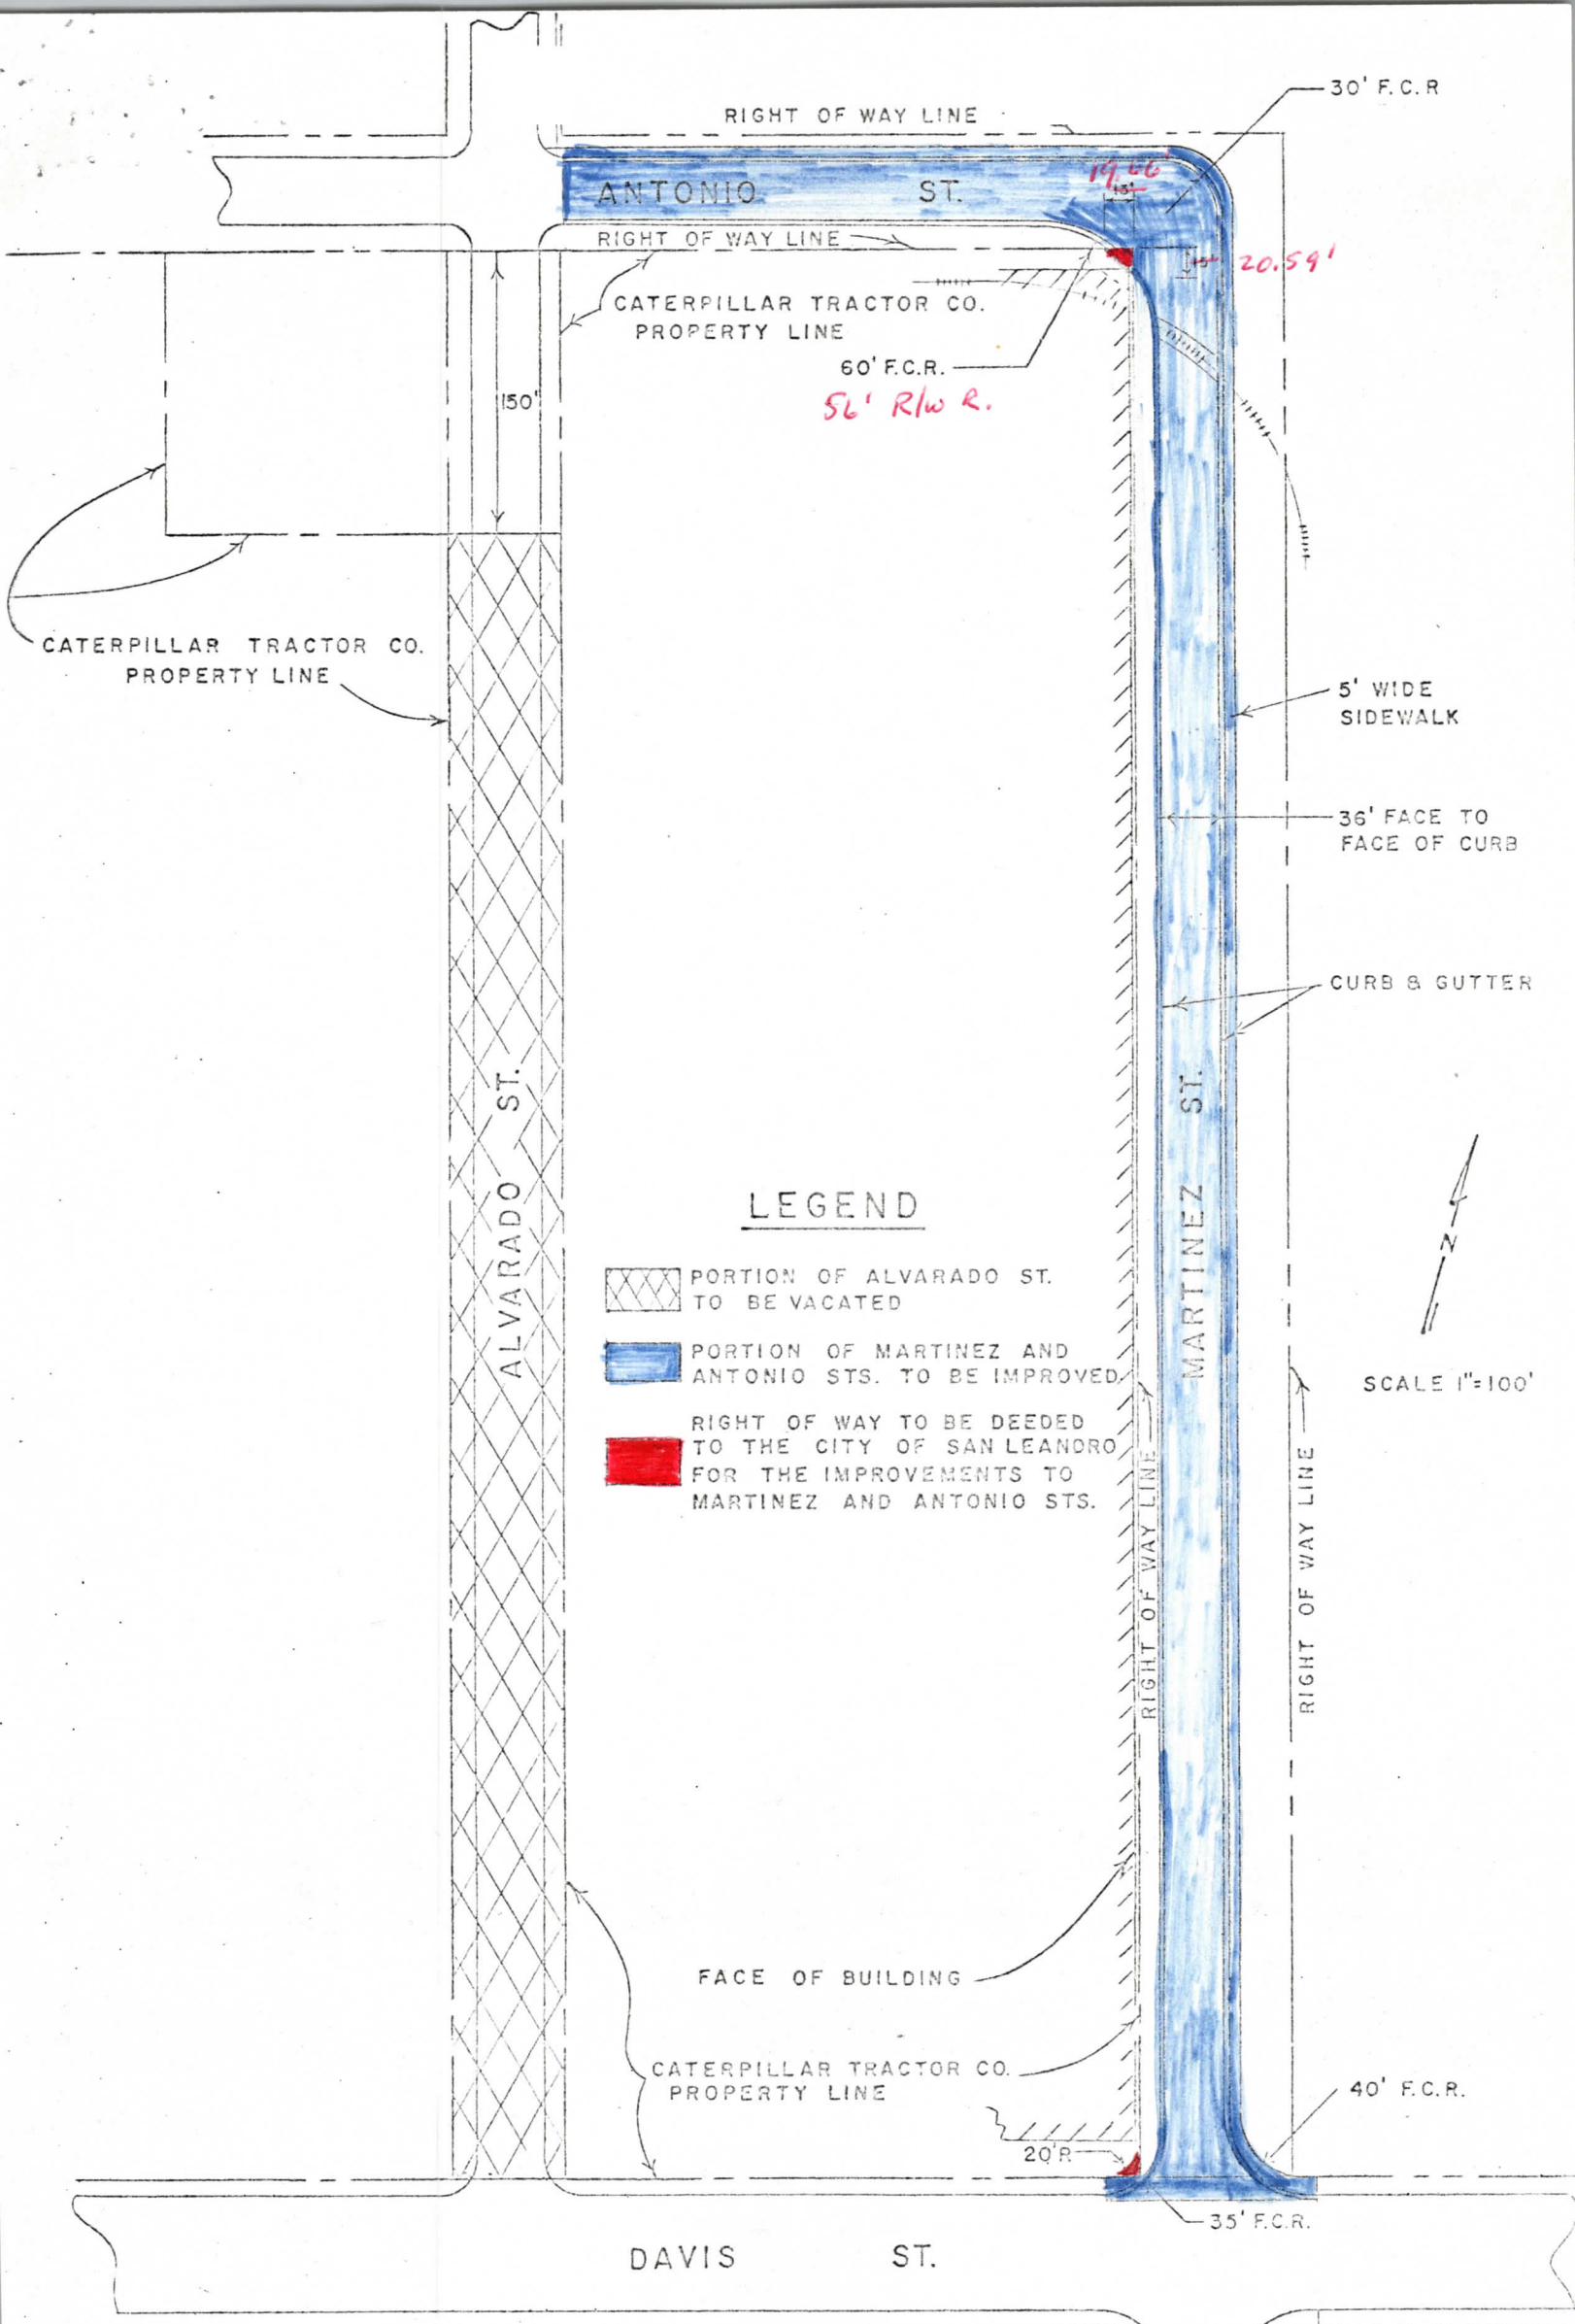 30' F.C.R
RIGHT OF WAY LINE
19.66'
15'
ANTONIO ST.
RIGHT OF WAY LINE
15'
20.59'
CATERPILLAR TRACTOR CO.
PROPERTY LINE
60' F.C.R.
56' R/W R.
150'
CATERPILLAR TRACTOR CO.
PROPERTY LINE
5' WIDE
SIDEWALK
36' FACE TO
FACE OF CURB
CURB & GUTTER
ALVARADO ST.
MARTINEZ ST.
LEGEND
PORTION OF ALVARADO ST.
TO BE VACATED
PORTION OF MARTINEZ AND
ANTONIO STS. TO BE IMPROVED
RIGHT OF WAY TO BE DEEDED
TO THE CITY OF SAN LEANDRO
FOR THE IMPROVEMENTS TO
MARTINEZ AND ANTONIO STS.
N
SCALE 1"=100'
RIGHT OF WAY LINE
RIGHT OF WAY LINE
FACE OF BUILDING
CATERPILLAR TRACTOR CO.
PROPERTY LINE
40' F.C.R.
20'R
35' F.C.R.
DAVIS ST.